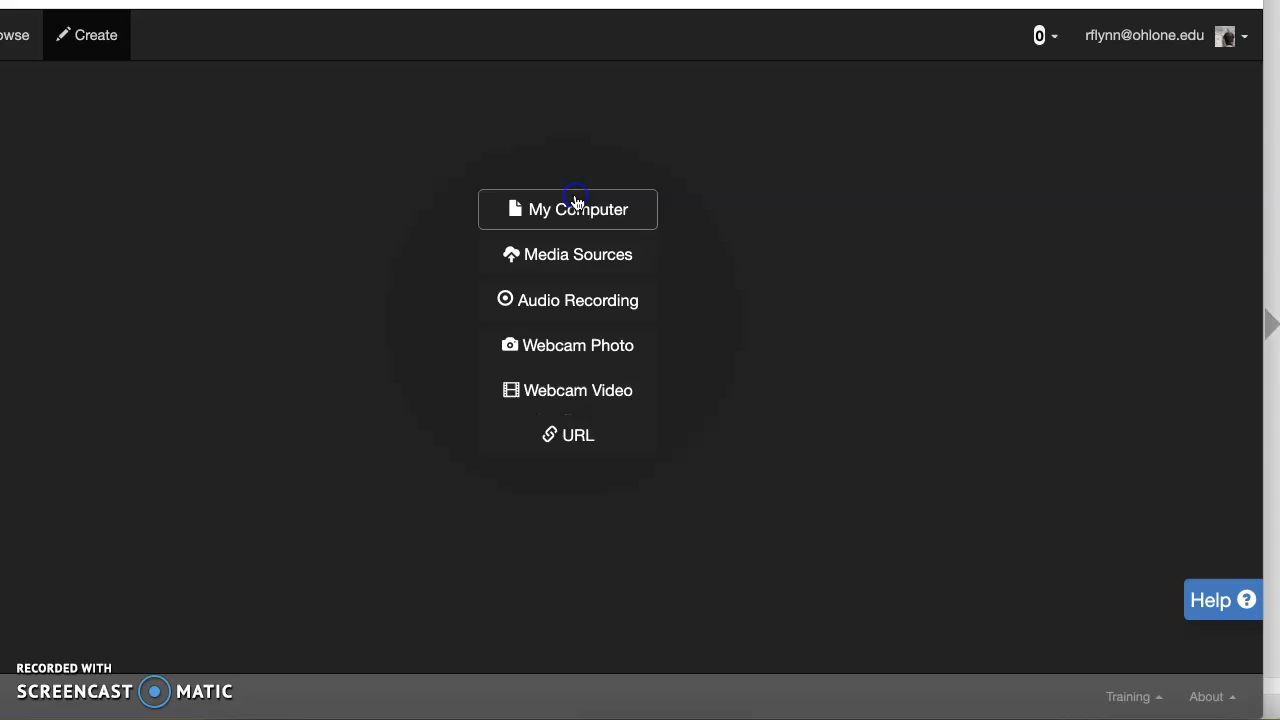 owse
Create
0
rflynn@ohlone.edu
My Computer
Media Sources
Audio Recording
Webcam Photo
Webcam Video
URL
Help ?
RECORDED WITH
SCREENCAST MATIC
Training
About